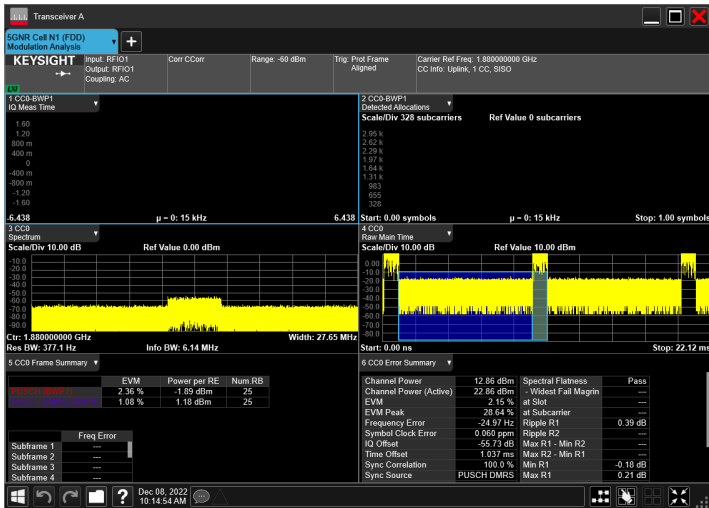 Transceiver A
5GNR Cell N1 (FDD)
Modulation Analysis
KEYSIGHT
Input: RFIO1
Output: RFIO1
Coupling: AC
Corr CCorr
Range: -60 dBm
Trig: Prot Frame
Aligned
Carrier Ref Freq: 1.880000000 GHz
CC Info: Uplink, 1 CC, SISO
1 CC0-BWP1
IQ Meas Time
1.60
1.20
800 m
400 m
0
-400 m
-800 m
-1.20
-1.60
-6.438
μ = 0: 15 kHz
6.438
2 CC0-BWP1
Detected Allocations
Scale/Div 328 subcarriers
Ref Value 0 subcarriers
2.95 k
2.62 k
2.29 k
1.97 k
1.64 k
1.31 k
983
655
328
Start: 0.00 symbols
μ = 0: 15 kHz
Stop: 1.00 symbols
3 CC0
Spectrum
Scale/Div 10.00 dB
Ref Value 0.00 dBm
-10.0
-20.0
-30.0
-40.0
-50.0
-60.0
-70.0
-80.0
-90.0
Ctr: 1.880000000 GHz
Width: 27.65 MHz
Res BW: 377.1 Hz
Info BW: 6.14 MHz
4 CC0
Raw Main Time
Scale/Div 10.00 dB
Ref Value 10.00 dBm
0.00
-10.0
-20.0
-30.0
-40.0
-50.0
-60.0
-70.0
-80.0
Start: 0.00 ns
Stop: 22.12 ms
5 CC0 Frame Summary
EVM Power per RE Num.RB
2.36 % -1.89 dBm 25
1.08 % 1.18 dBm 25
Freq Error
Subframe 1 ---
Subframe 2 ---
Subframe 3 ---
Subframe 4 ---
6 CC0 Error Summary
Channel Power 12.86 dBm Spectral Flatness Pass
Channel Power (Active) 22.86 dBm - Widest Fail Magrin ---
EVM 2.15 % at Slot ---
EVM Peak 28.64 % at Subcarrier ---
Frequency Error -24.97 Hz Ripple R1 0.39 dB
Symbol Clock Error 0.060 ppm Ripple R2 ---
IQ Offset -55.73 dB Max R1 - Min R2 ---
Time Offset 1.037 ms Max R2 - Min R1 ---
Sync Correlation 100.0 % Min R1 -0.18 dB
Sync Source PUSCH DMRS Max R1 0.21 dB
Dec 08, 2022
10:14:54 AM